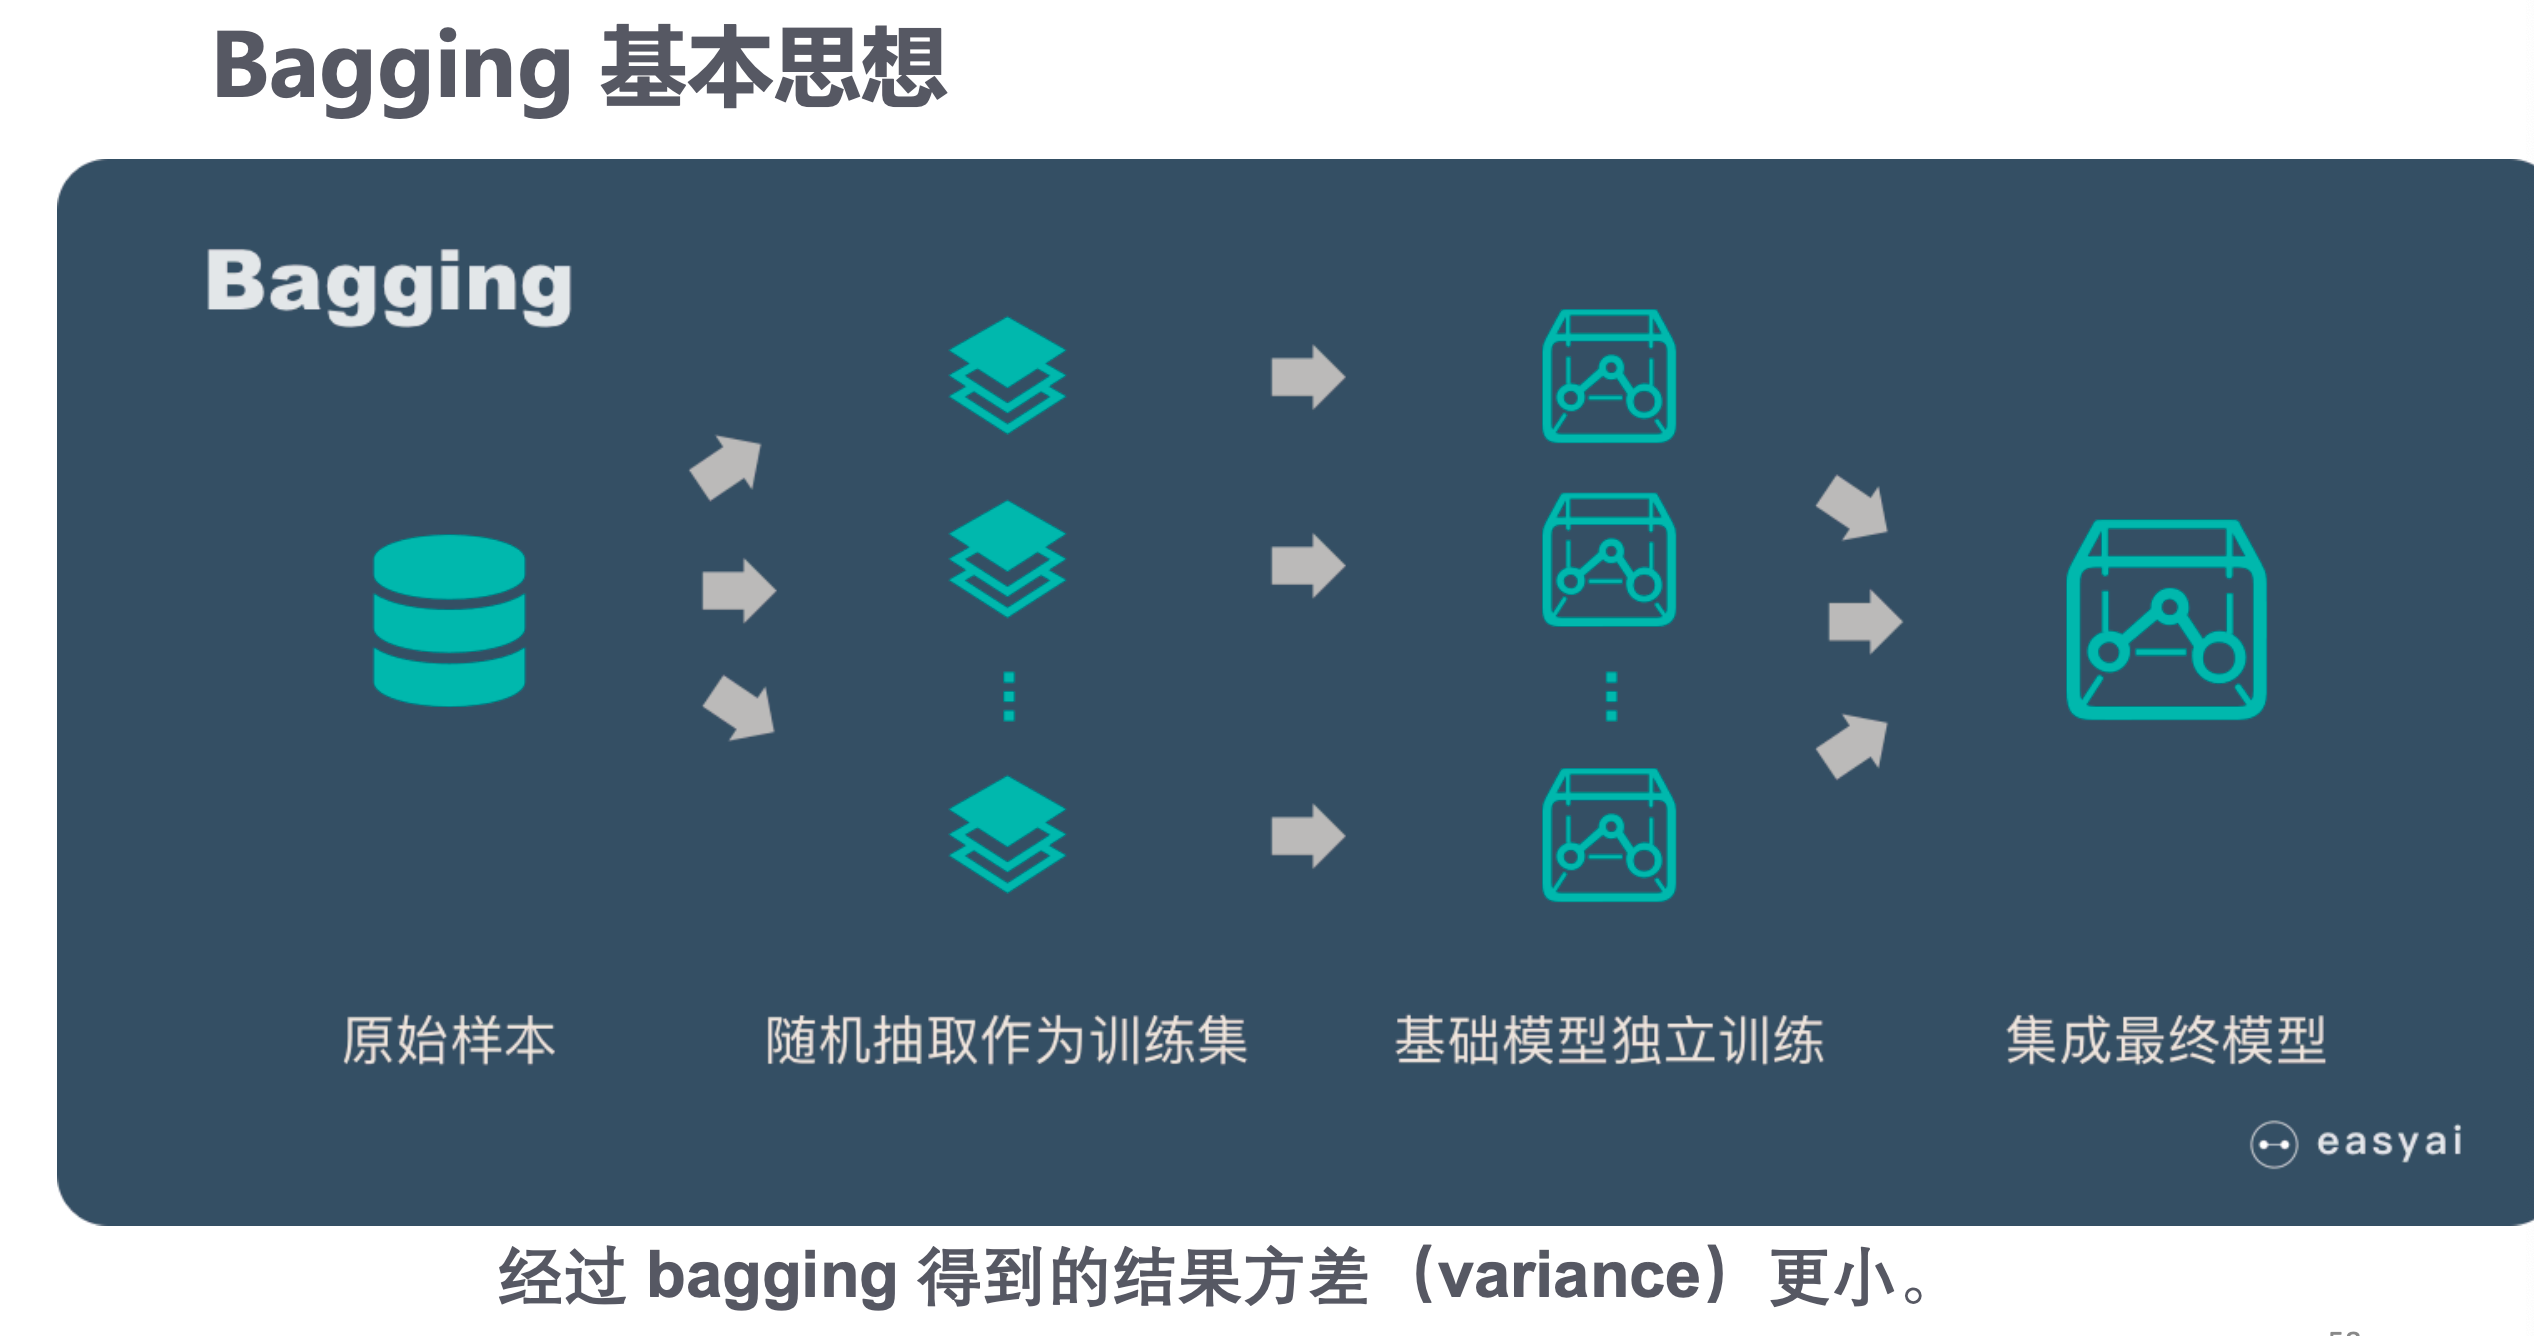 Bagging 基本思想
Bagging
原始样本
随机抽取作为训练集
基础模型独立训练
集成最终模型
easyai
经过 bagging 得到的结果方差（variance）更小。